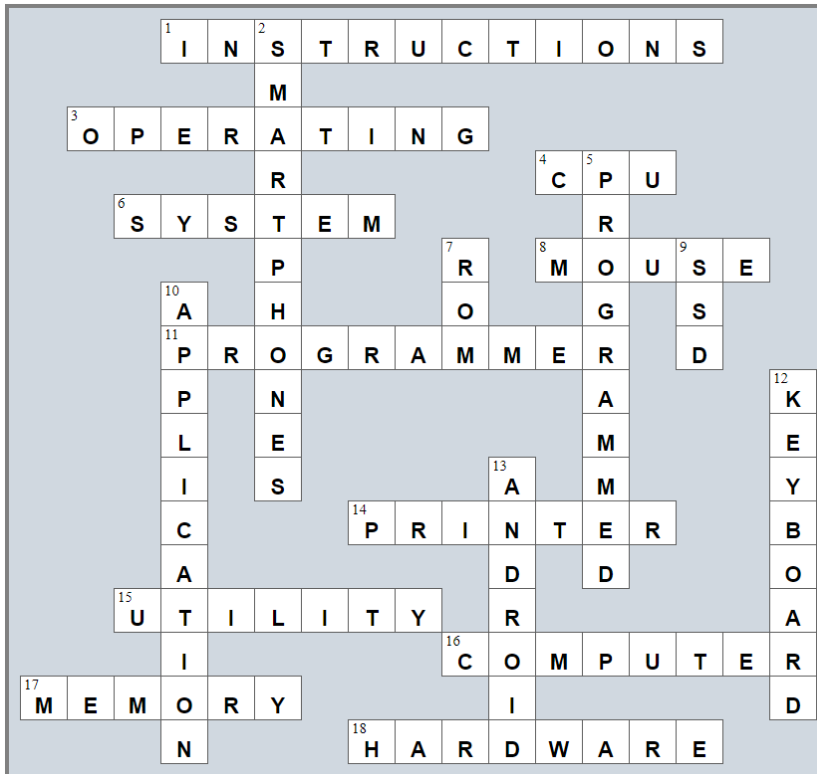 1 2
I N S T R U C T I O N S
M
3
O P E R A T I N G
4 5
R C P U
6
S Y S T E M R
7 8 9
P R M O U S E
10
A H O G S
11
P R O G R A M M E R D
12
P N A K
L E M E
13
I S A M Y
14
C P R I N T E R B
A D D O
15
U T I L I T Y R A
16
I C O M P U T E R
17
M E M O R Y I D
18
N H A R D W A R E